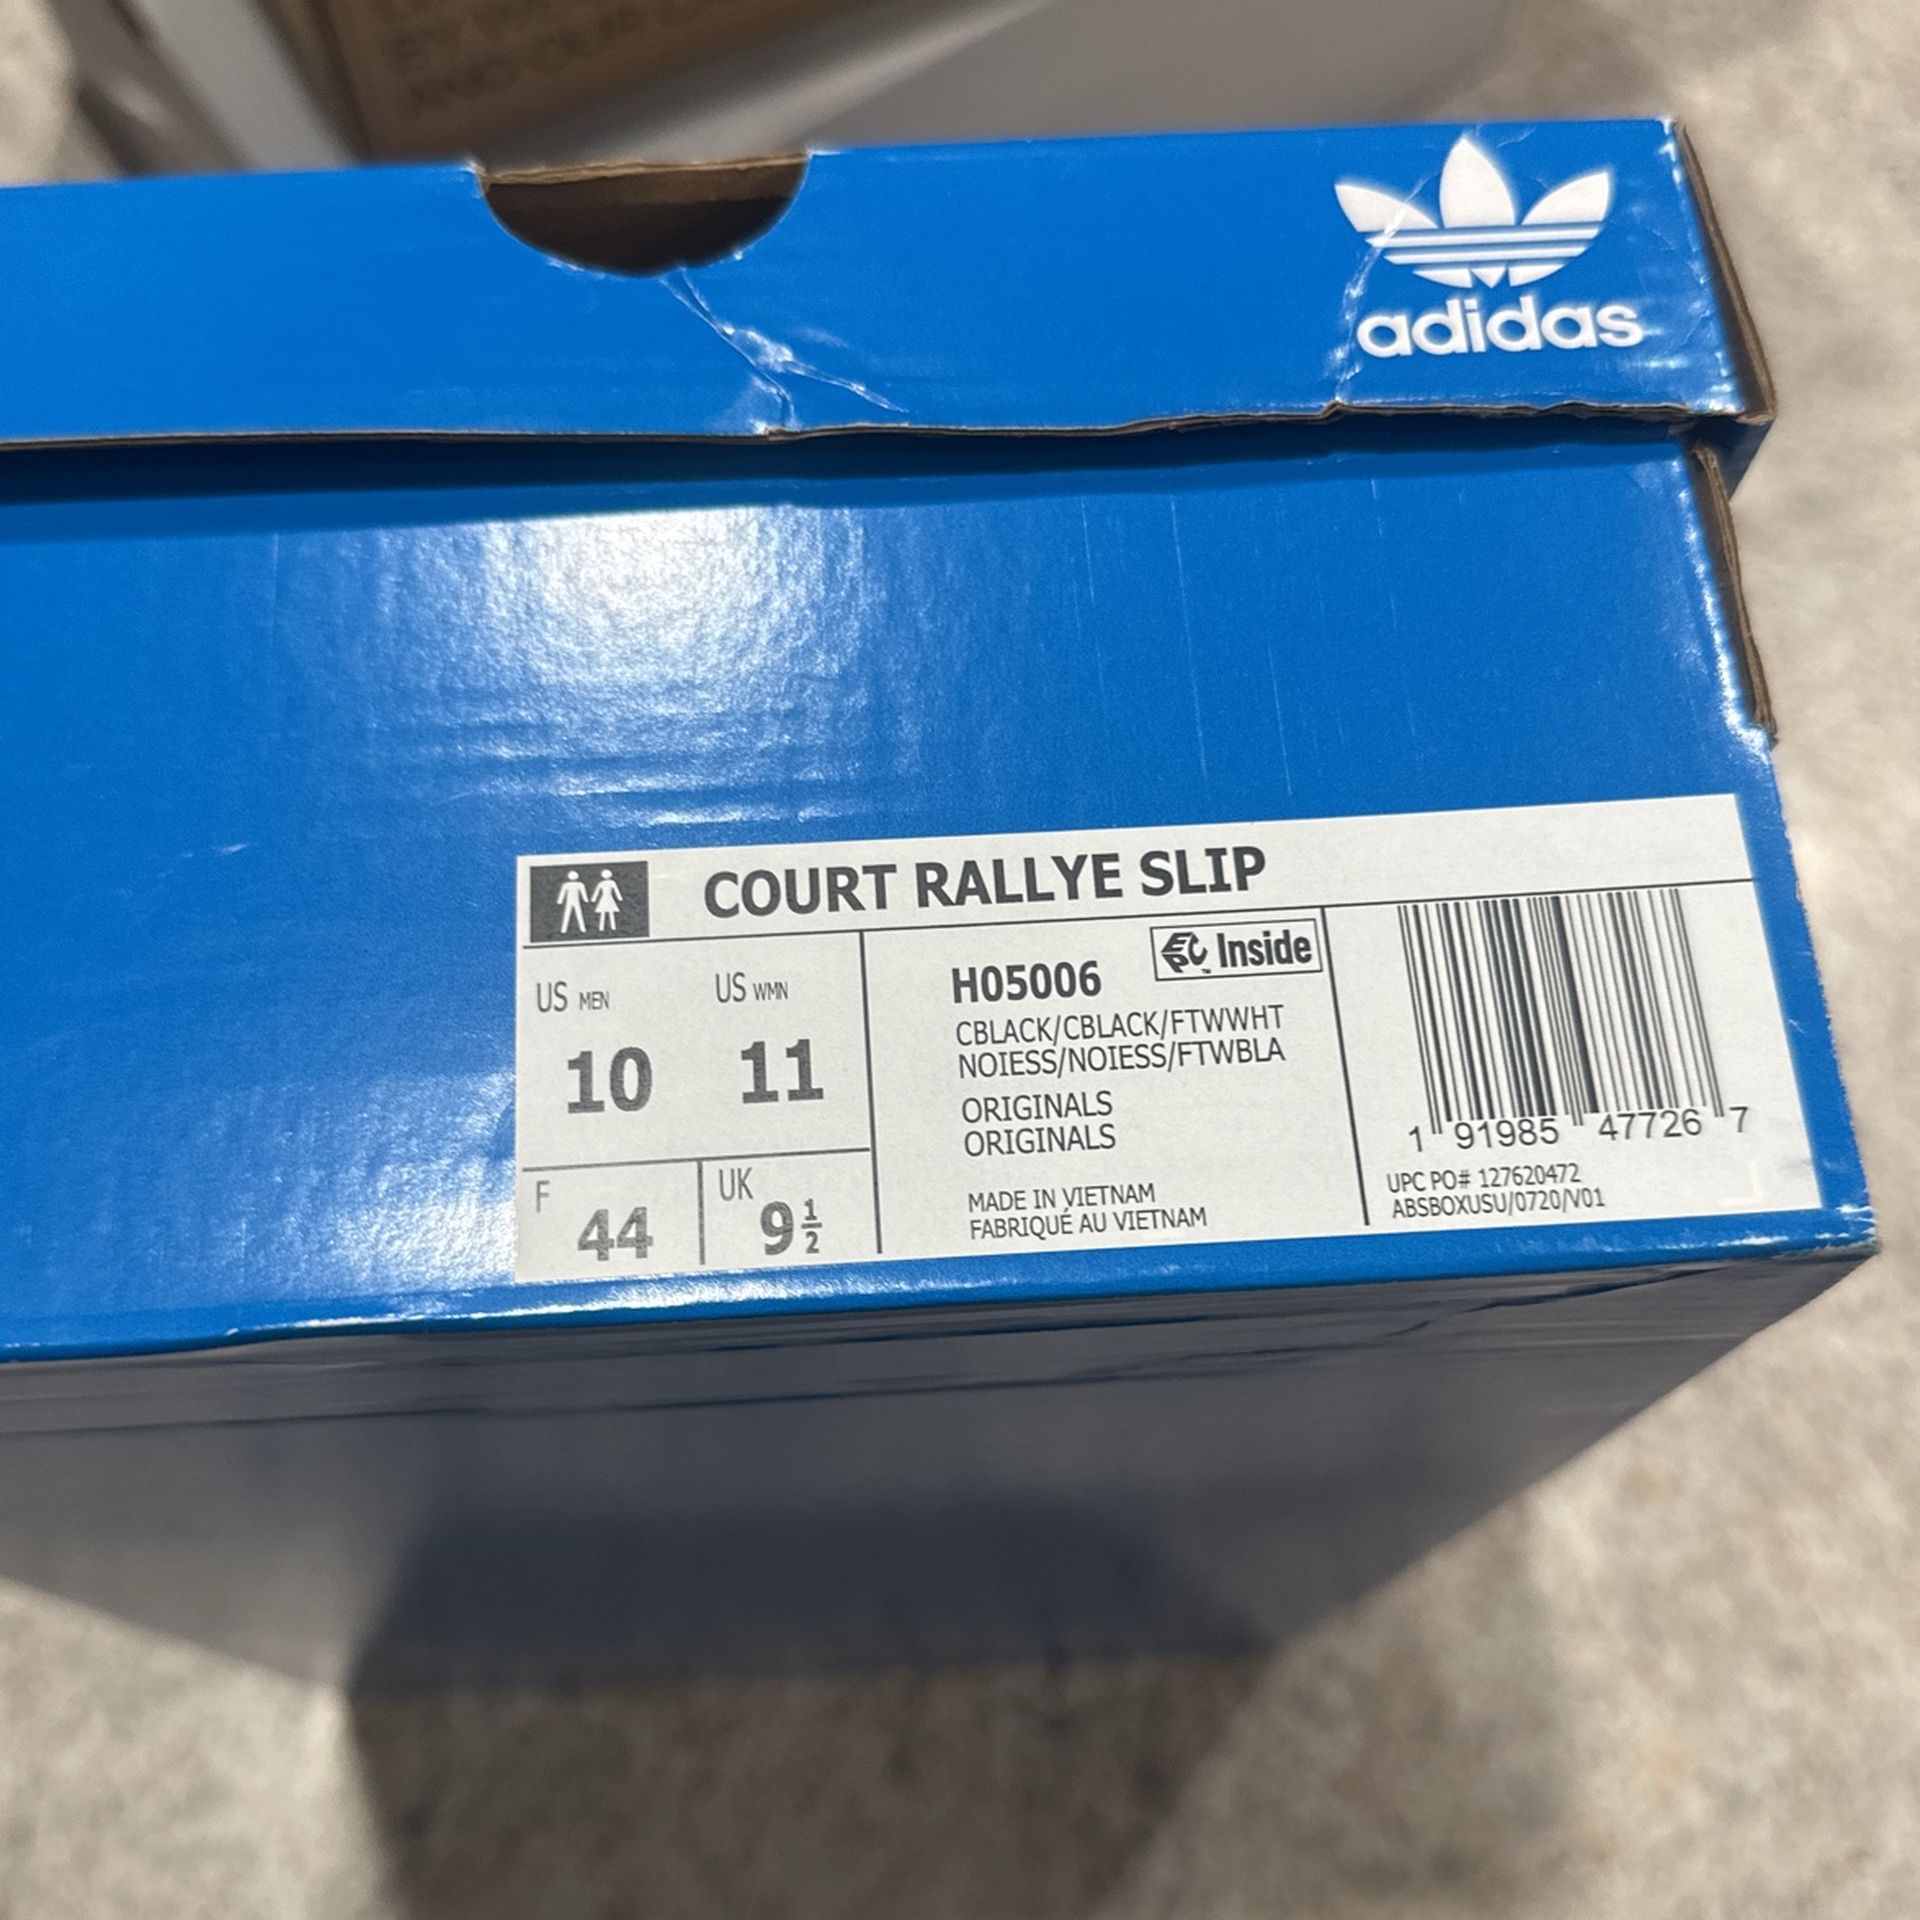 adidas
COURT RALLYE SLIP
US MEN
10
US WMN
11
F
44
UK
9 1/2
H05006
EPC™ Inside
CBLACK/CBLACK/FTWWHT
NOIESS/NOIESS/FTWBLA
ORIGINALS
ORIGINALS
MADE IN VIETNAM
FABRIQUÉ AU VIETNAM
1 91985 47726 7
UPC PO# 127620472
ABSBOXUSU/0720/V01